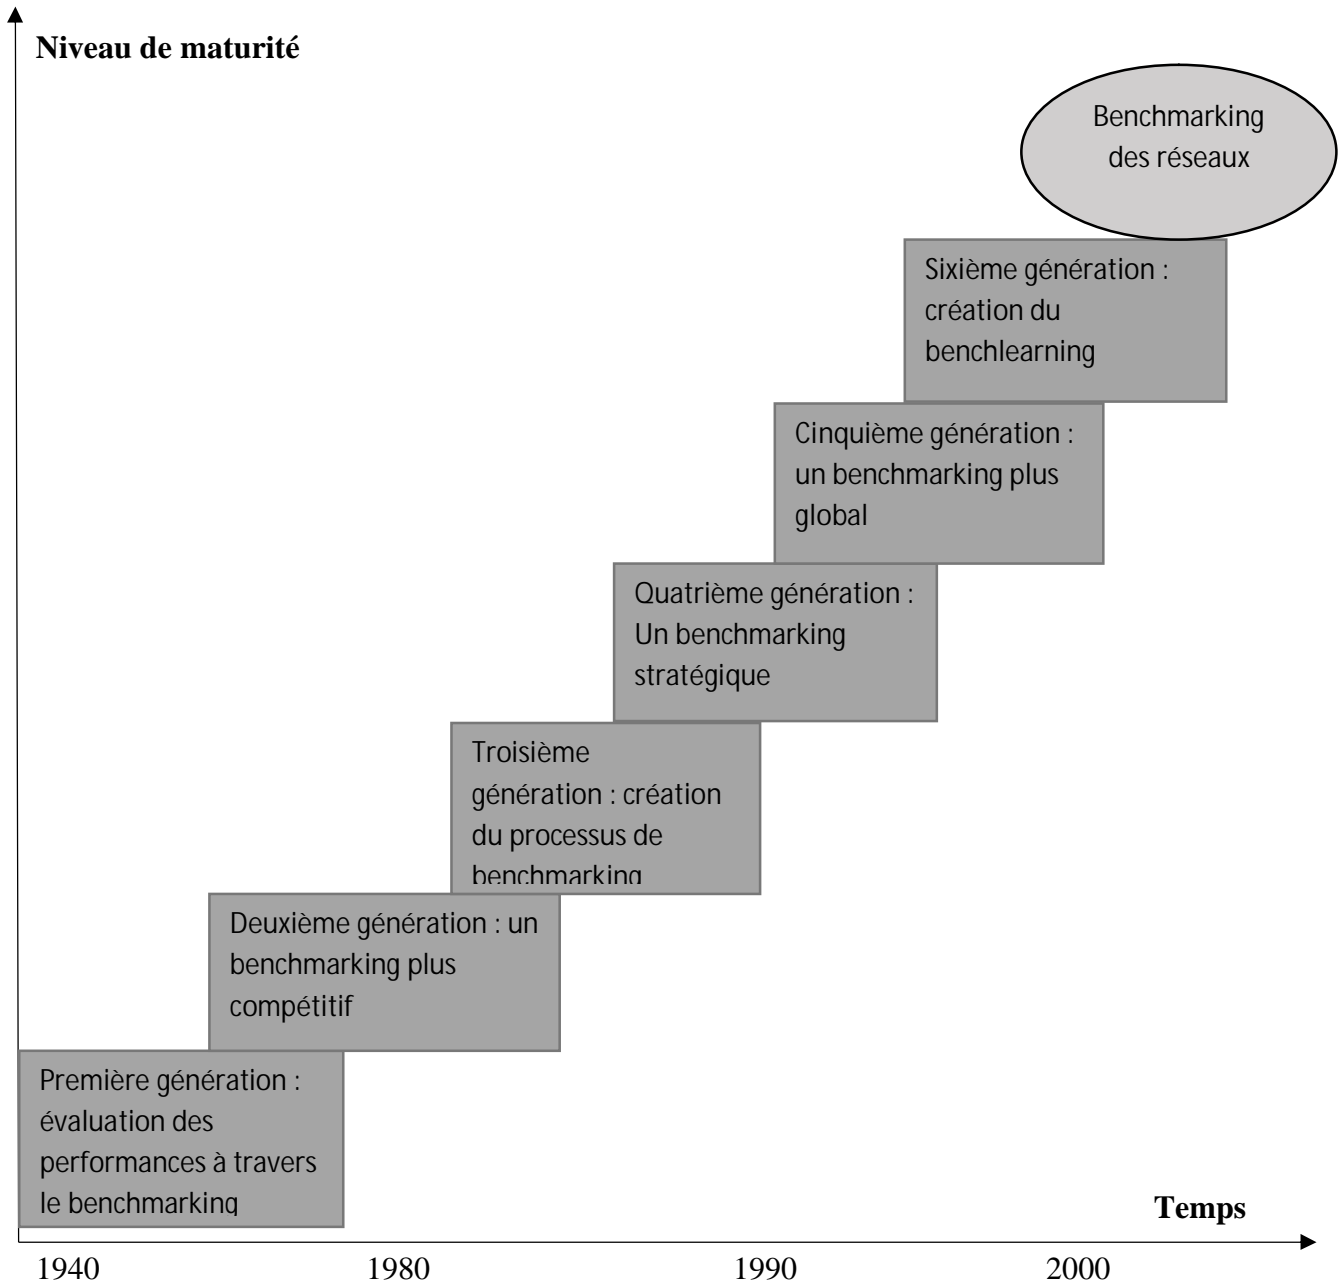 Niveau de maturité
Benchmarking
des réseaux
Sixième génération :
création du
benchlearning
Cinquième génération :
un benchmarking plus
global
Quatrième génération :
Un benchmarking
stratégique
Troisième
génération : création
du processus de
benchmarking
Deuxième génération : un
benchmarking plus
compétitif
Première génération :
évaluation des
performances à travers
le benchmarking
Temps
1940 1980 1990 2000